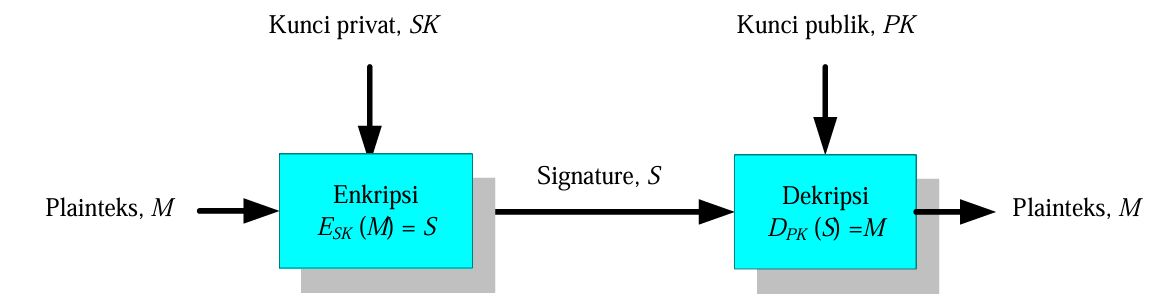 Kunci privat, SK
Kunci publik, PK
Plainteks, M
Enkripsi
E_SK (M) = S
Signature, S
Dekripsi
D_PK (S) =M
Plainteks, M